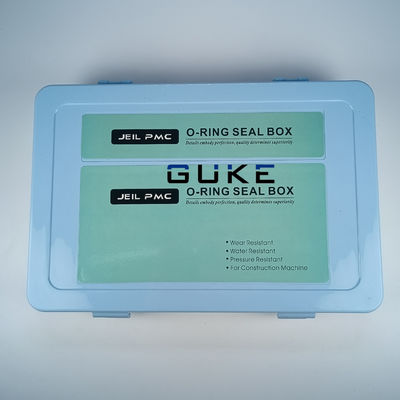 JEIL PMC
O-RING SEAL BOX
Details embody perfection, quality determines superiority
GUKE
JEIL PMC
O-RING SEAL BOX
Details embody perfection, quality determines superiority
• Wear Resistant
• Water Resistant
• Pressure Resistant
• For Construction Machine